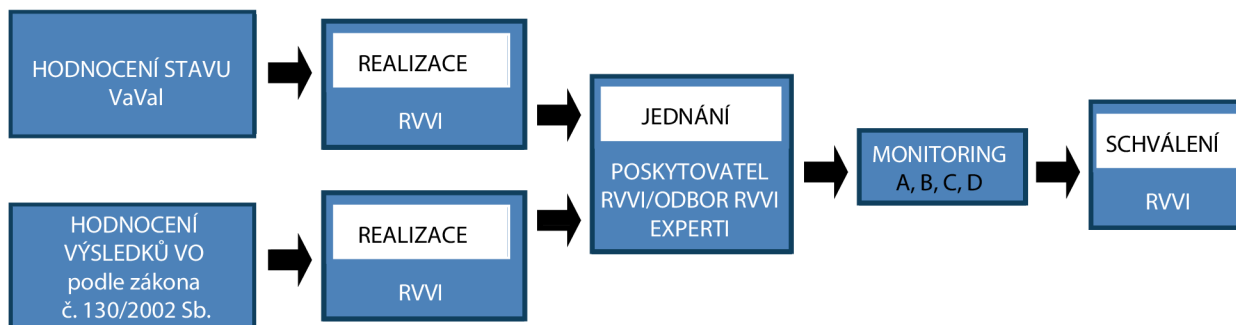 HODNOCENÍ STAVU
VaVaI
REALIZACE
RVVI
HODNOCENÍ
VÝSLEDKŮ VO
podle zákona
č. 130/2002 Sb.
REALIZACE
RVVI
JEDNÁNÍ
POSKYTOVATEL
RVVI/ODBOR RVVI
EXPERTI
MONITORING
A, B, C, D
SCHVÁLENÍ
RVVI